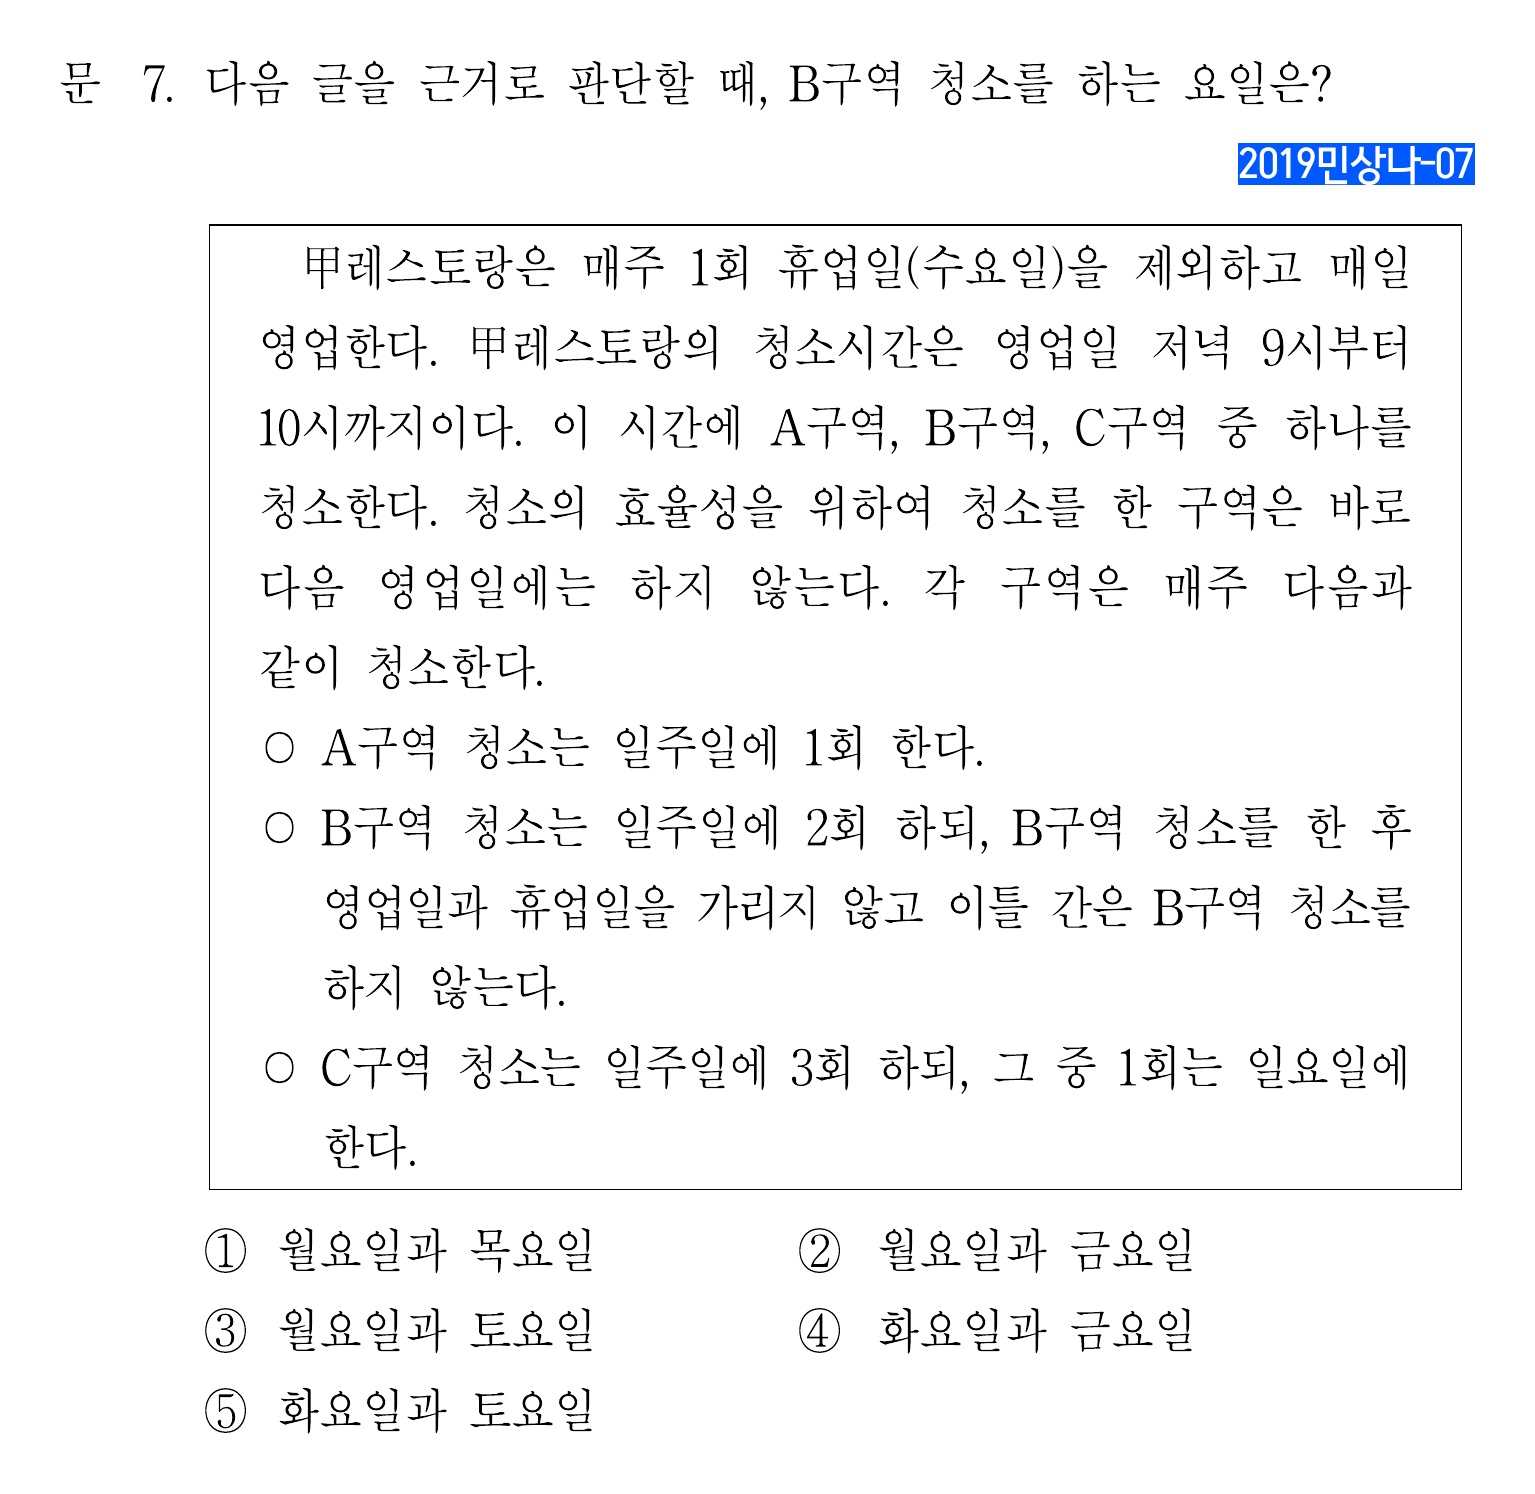 문 7. 다음 글을 근거로 판단할 때, B구역 청소를 하는 요일은?
2019민상나-07
甲레스토랑은 매주 1회 휴업일(수요일)을 제외하고 매일
영업한다. 甲레스토랑의 청소시간은 영업일 저녁 9시부터
10시까지이다. 이 시간에 A구역, B구역, C구역 중 하나를
청소한다. 청소의 효율성을 위하여 청소를 한 구역은 바로
다음 영업일에는 하지 않는다. 각 구역은 매주 다음과
같이 청소한다.
○ A구역 청소는 일주일에 1회 한다.
○ B구역 청소는 일주일에 2회 하되, B구역 청소를 한 후
영업일과 휴업일을 가리지 않고 이틀 간은 B구역 청소를
하지 않는다.
○ C구역 청소는 일주일에 3회 하되, 그 중 1회는 일요일에
한다.
① 월요일과 목요일 ② 월요일과 금요일
③ 월요일과 토요일 ④ 화요일과 금요일
⑤ 화요일과 토요일